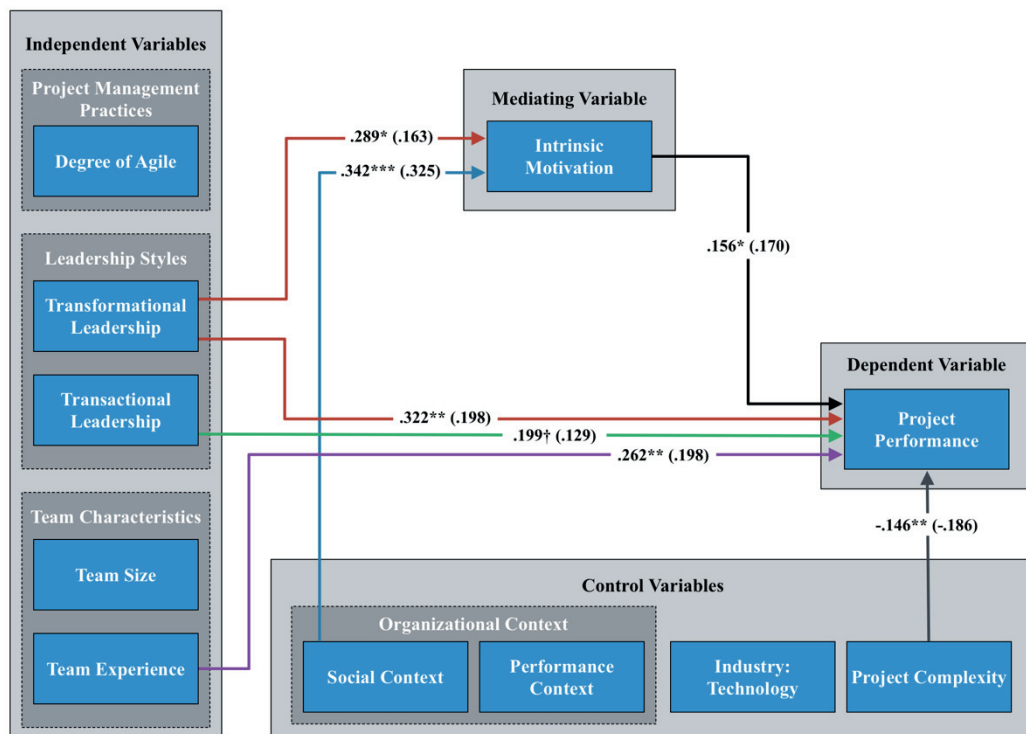 Independent Variables
Project Management
Practices
Degree of Agile
Leadership Styles
Transformational
Leadership
Transactional
Leadership
Team Characteristics
Team Size
Team Experience
Mediating Variable
Intrinsic
Motivation
.289* (.163)
.342*** (.325)
.156* (.170)
Dependent Variable
Project
Performance
.322** (.198)
.199† (.129)
.262** (.198)
-.146** (-.186)
Control Variables
Organizational Context
Social Context
Performance
Context
Industry:
Technology
Project Complexity